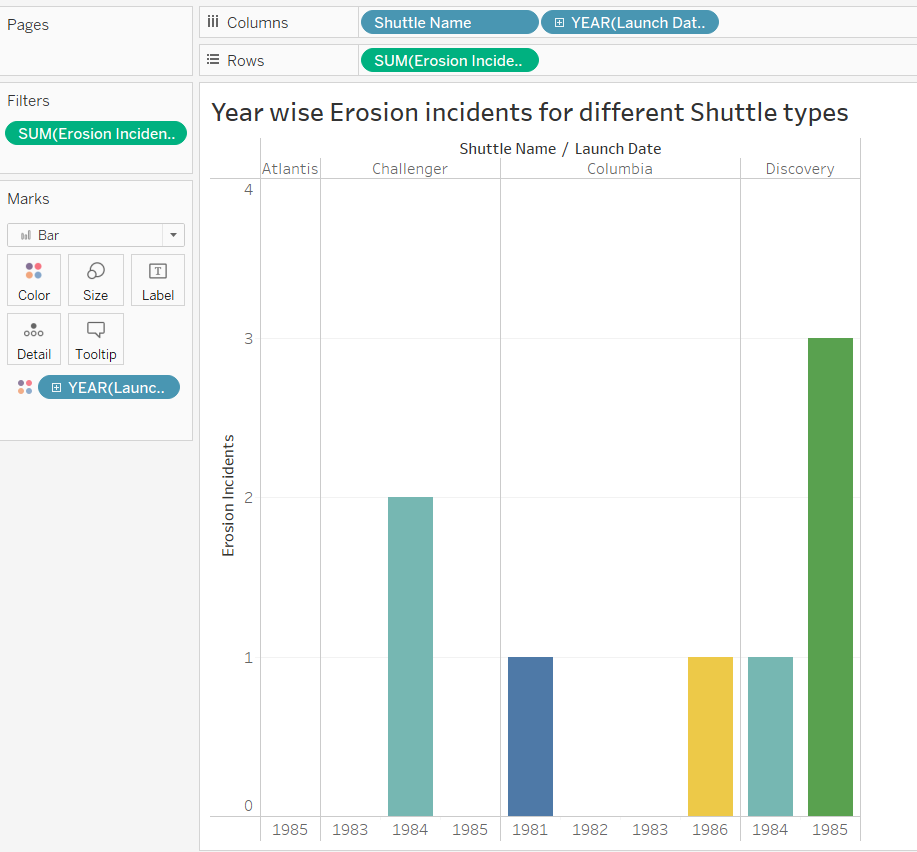 Pages
Columns Shuttle Name YEAR(Launch Dat..
Rows SUM(Erosion Incide..
Filters
SUM(Erosion Inciden..
Marks
Bar
Color Size Label
Detail Tooltip
YEAR(Launc..
Year wise Erosion incidents for different Shuttle types
Shuttle Name / Launch Date
Atlantis Challenger Columbia Discovery
4
3
2
1
0
Erosion Incidents
1985 1983 1984 1985 1981 1982 1983 1986 1984 1985